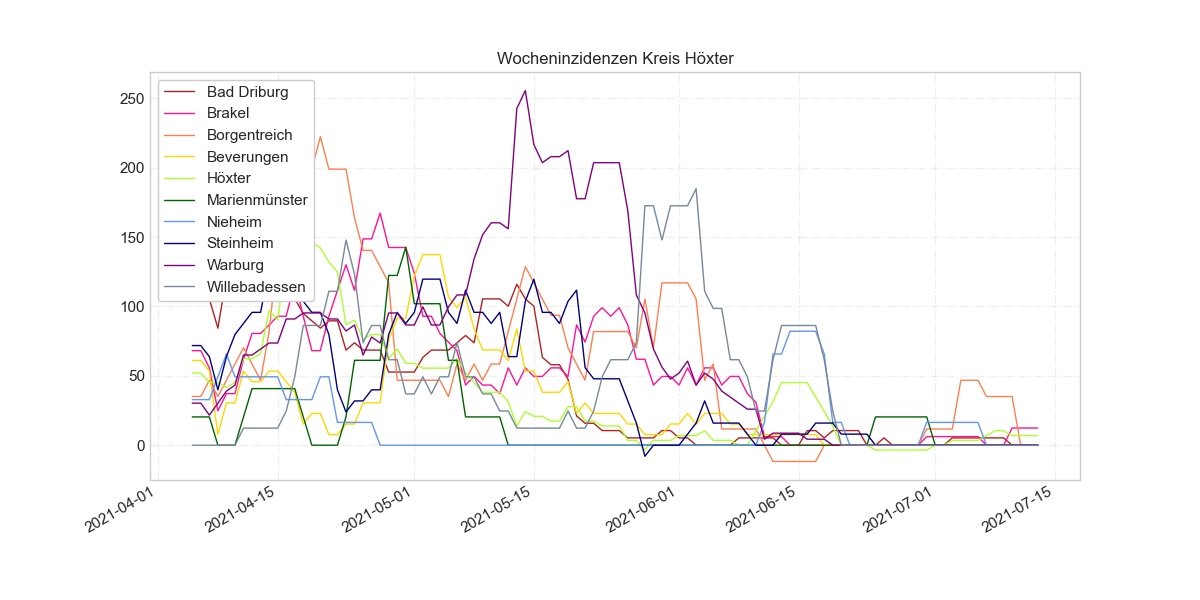 Wocheninzidenzen Kreis Höxter
250
200
150
100
50
0
Bad Driburg
Brakel
Borgentreich
Beverungen
Höxter
Marienmünster
Nieheim
Steinheim
Warburg
Willebadessen
2021-04-01
2021-04-15
2021-05-01
2021-05-15
2021-06-01
2021-06-15
2021-07-01
2021-07-15